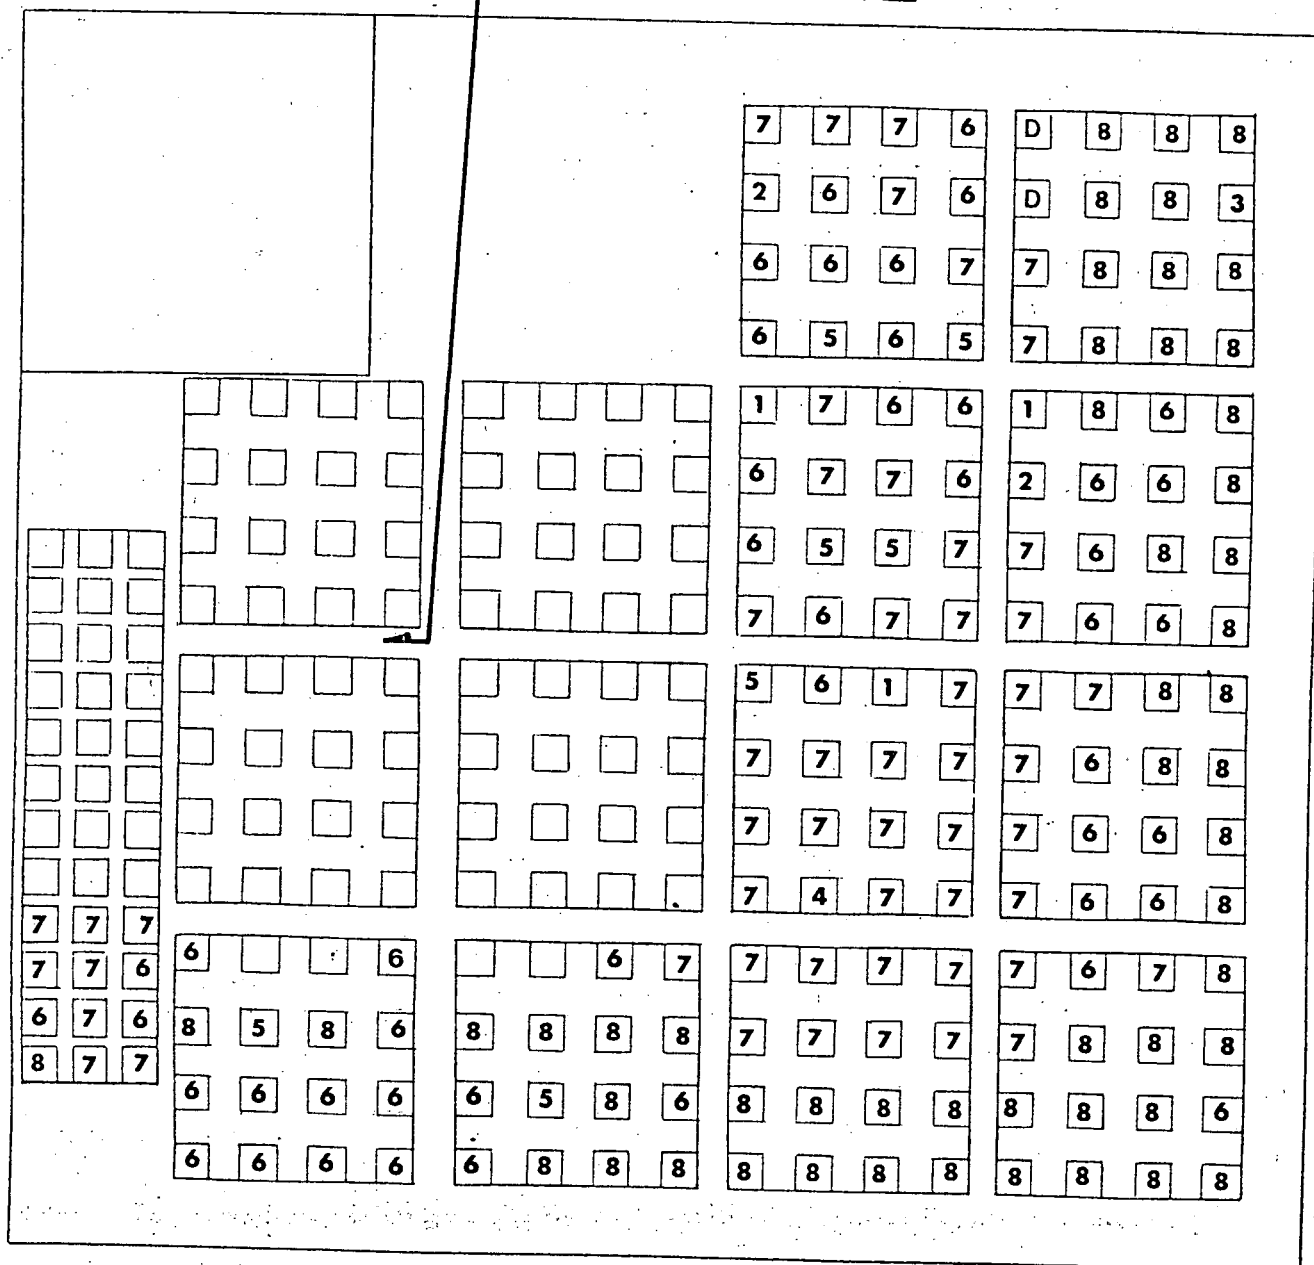 7 7 7 6 D 8 8 8
2 6 7 6 D 8 8 3
6 6 6 7 7 8 8 8
6 5 6 5 7 8 8 8
1 7 6 6 1 8 6 8
6 7 7 6 2 6 6 8
6 5 5 7 7 6 8 8
7 6 7 7 7 6 6 8
5 6 1 7 7 7 8 8
7 7 7 7 7 6 8 8
7 7 7 7 7 6 6 8
7 4 7 7 7 6 6 8
7 7 7
7 7 6 6 6 6 7 7 7 7 7 7 6 7 8
6 7 6 8 5 8 6 8 8 8 8 7 7 7 7 7 8 8 8
8 7 7 6 6 6 6 6 5 8 6 8 8 8 8 8 8 8 6
6 6 6 6 6 8 8 8 8 8 8 8 8 8 8 8